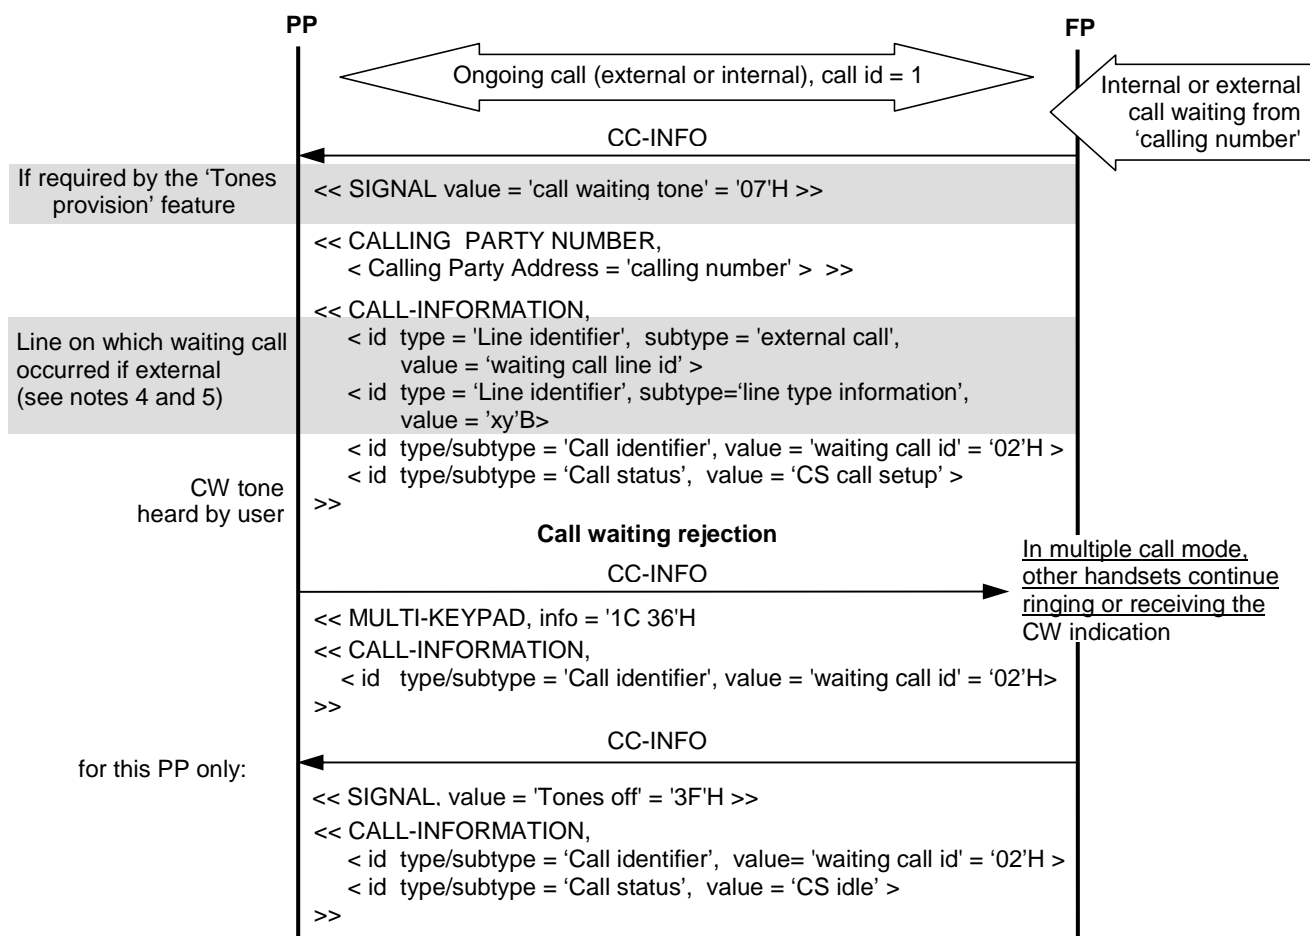 PP
FP
Ongoing call (external or internal), call id = 1
Internal or external
call waiting from
‘calling number’
CC-INFO
If required by the ‘Tones
provision’ feature
<< SIGNAL value = 'call waiting tone' = '07'H >>
<< CALLING PARTY NUMBER,
< Calling Party Address = 'calling number' > >>
<< CALL-INFORMATION,
Line on which waiting call
occurred if external
(see notes 4 and 5)
< id type = 'Line identifier', subtype = 'external call',
value = ‘waiting call line id’ >
< id type = ‘Line identifier’, subtype=‘line type information’,
value = ’xy’B>
< id type/subtype = 'Call identifier', value = 'waiting call id' = ‘02’H >
< id type/subtype = ‘Call status’, value = ‘CS call setup’ >
>>
CW tone
heard by user
Call waiting rejection
CC-INFO
In multiple call mode,
other handsets continue
ringing or receiving the
CW indication
<< MULTI-KEYPAD, info = '1C 36'H
<< CALL-INFORMATION,
< id type/subtype = 'Call identifier', value = 'waiting call id' = ‘02’H>
>>
CC-INFO
for this PP only:
<< SIGNAL, value = 'Tones off' = '3F'H >>
<< CALL-INFORMATION,
< id type/subtype = ‘Call identifier’, value= 'waiting call id' = ‘02’H >
< id type/subtype = ‘Call status’, value = ‘CS idle’ >
>>